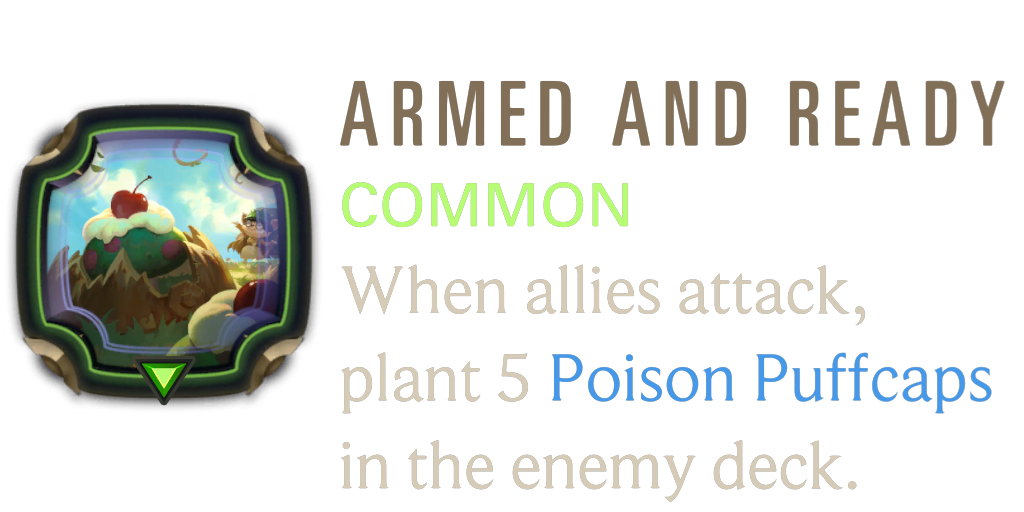 ARMED AND READY
COMMON
When allies attack,
plant 5 Poison Puffcaps
in the enemy deck.